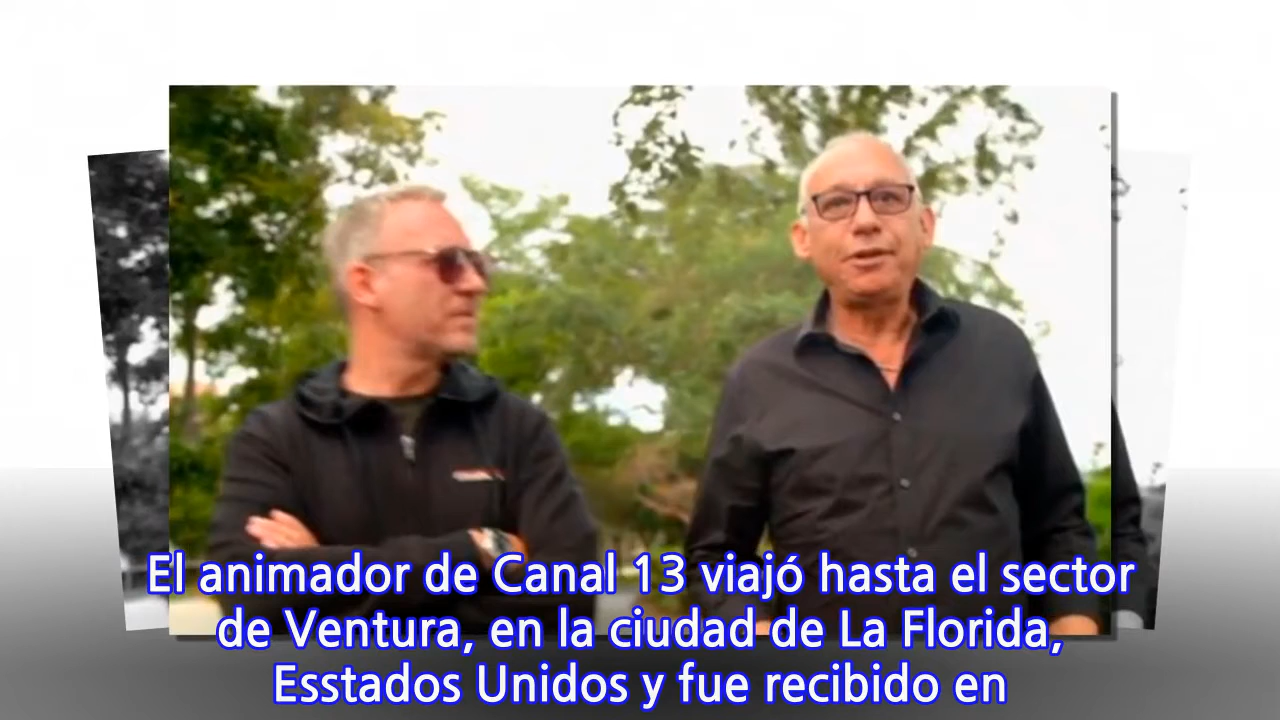 El animador de Canal 13 viajó hasta el sector
de Ventura, en la ciudad de La Florida,
Esstados Unidos y fue recibido en